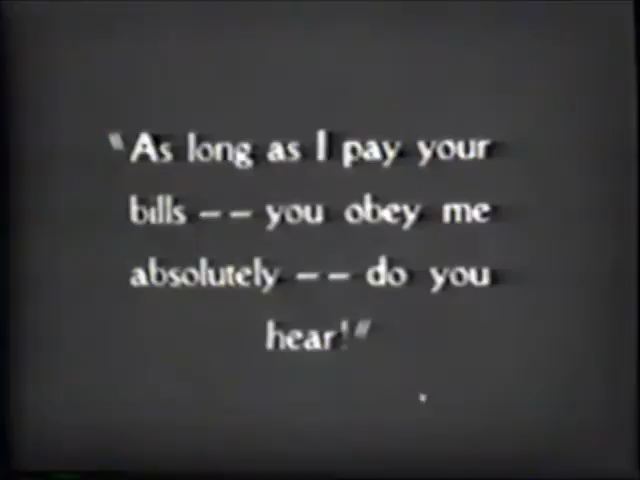 "As long as I pay your
bills -- you obey me
absolutely -- do you
hear!"